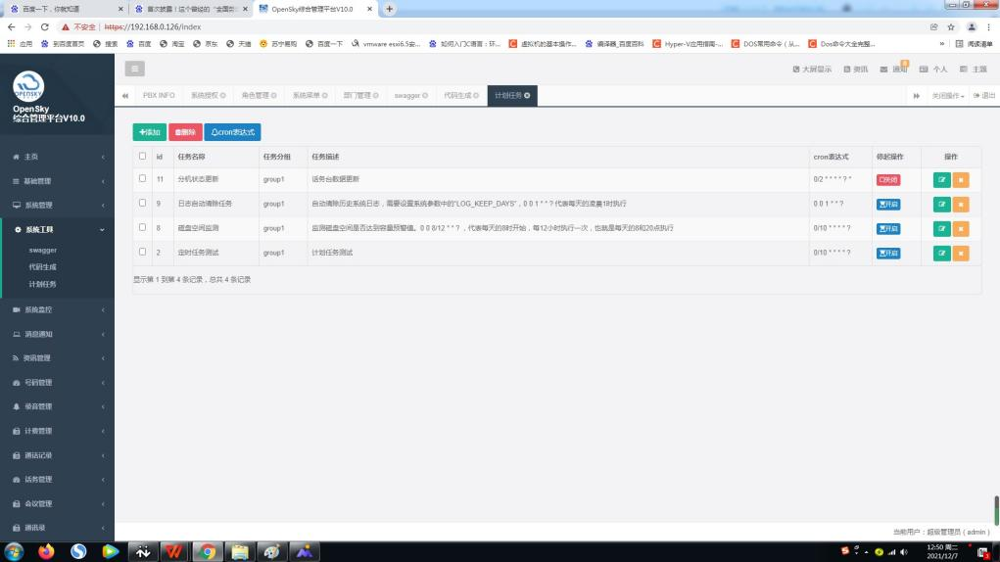 百度一下，你就知道
首次披露！这个曾经的“全国贫
OpenSky综合管理平台V10.0
不安全 https://192.168.0.126/index
应用 到百度首页 搜索 百度 淘宝 京东 天猫 苏宁易购 百度一下 vmware esxi6.5安... 如何入门C语言：环... 虚拟机的基本操作... 编译器_百度百科 Hyper-V应用指南-... DOS常用命令（从... Dos命令大全完整... » 阅读清单
OPENSKY
OpenSky
综合管理平台V10.0
大屏显示 资讯 通知 个人 主题
PBX INFO 系统授权 角色管理 系统菜单 部门管理 swagger 代码生成 计划任务 关闭操作 退出
主页
基础管理
系统管理
系统工具
swagger
代码生成
计划任务
系统监控
消息通知
资讯管理
号码管理
录音管理
计费管理
通话记录
话务管理
会议管理
通讯录
添加 删除 cron表达式
id 任务名称 任务分组 任务描述 cron表达式 停起操作 操作
11 分机状态更新 group1 话务台数据更新 0/2 * * * * ? * 关闭
9 日志自动清除任务 group1 自动清除历史系统日志，需要设置系统参数中的"LOG_KEEP_DAYS"，0 0 1 * * ? 代表每天的凌晨1时执行 0 0 1 * * ? 开启
8 磁盘空间监测 group1 监测磁盘空间是否达到容量预警值。0 0 8/12 * * ? ，代表每天的8时开始，每12小时执行一次，也就是每天的8和20点执行 0/10 * * * * ? 开启
2 定时任务测试 group1 计划任务测试 0/10 * * * * ? 开启
显示第 1 到第 4 条记录，总共 4 条记录
当前用户：超级管理员（admin）
12:50 周二
2021/12/7